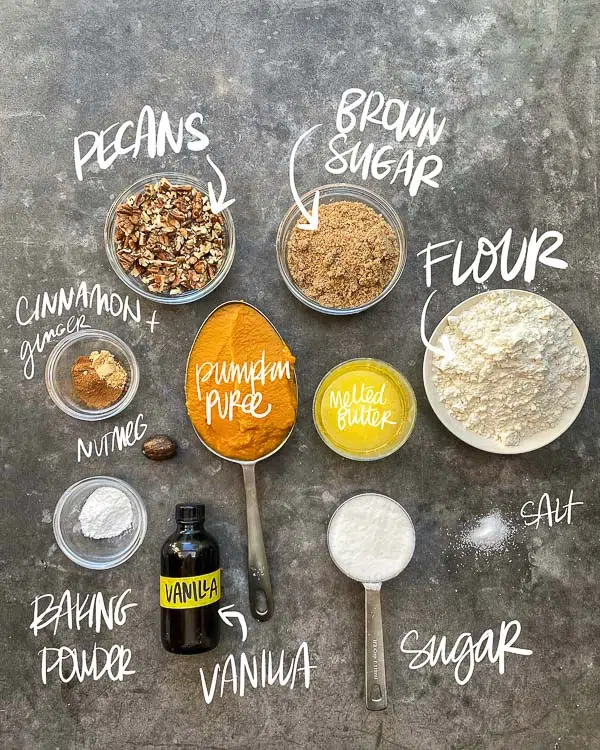 PECANS
BROWN
SUGAR
FLOUR
CINNAMON +
ginger
pumpkin
PUREE
Melted
Butter
NUTMEG
SALT
VANILLA
BAKING
POWDER
VANILLA
Sugar